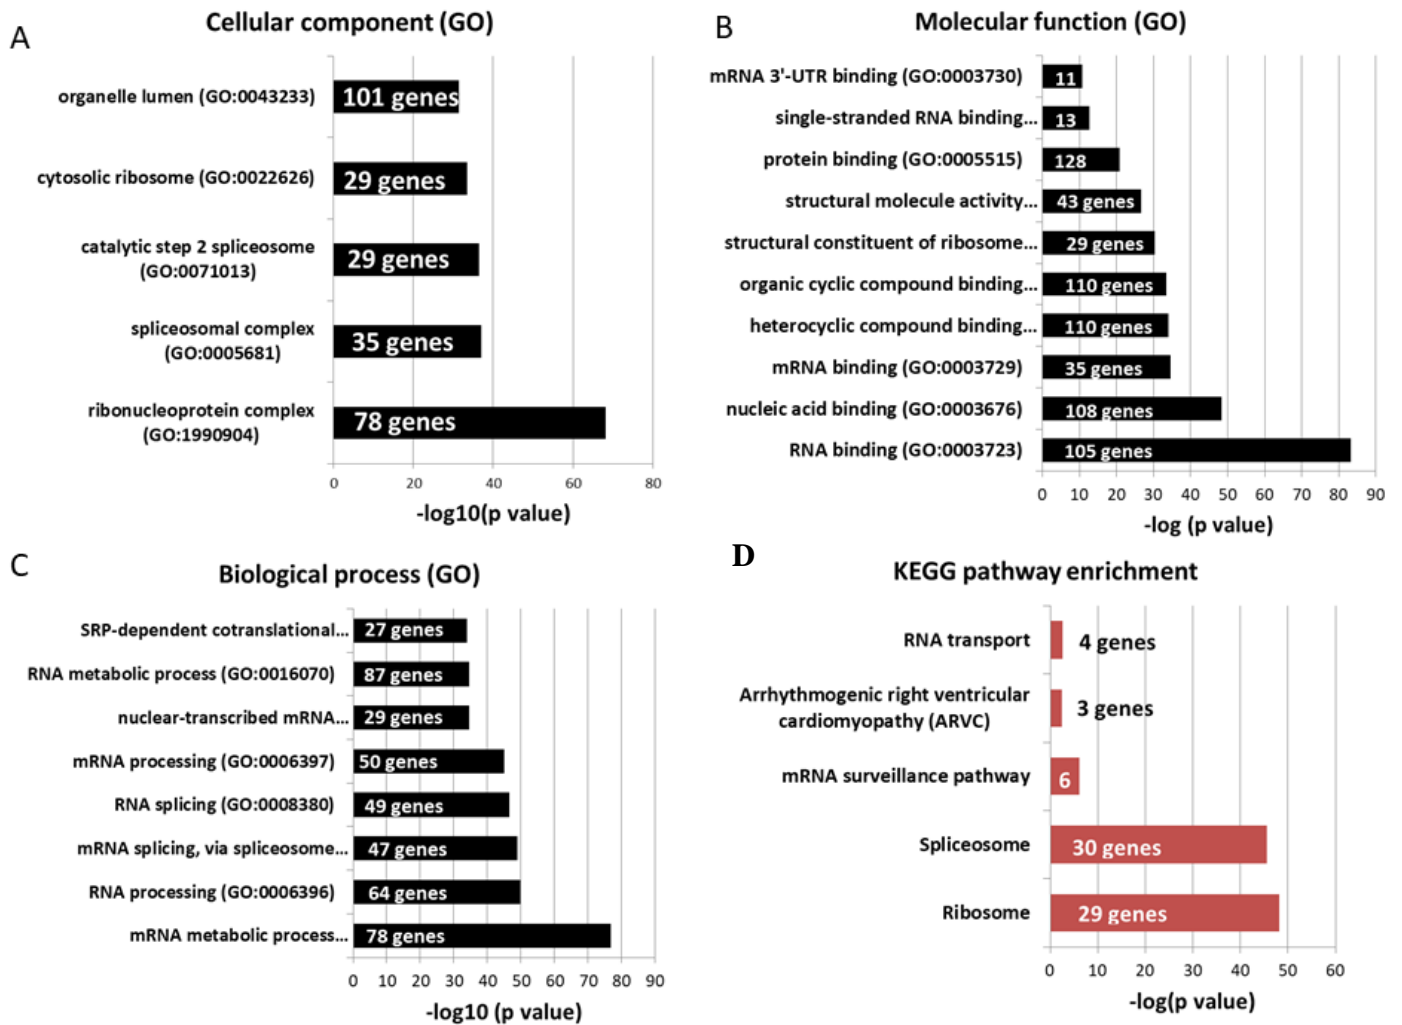 A
Cellular component (GO)
organelle lumen (GO:0043233)
101 genes
cytosolic ribosome (GO:0022626)
29 genes
catalytic step 2 spliceosome
(GO:0071013)
29 genes
spliceosomal complex
(GO:0005681)
35 genes
ribonucleoprotein complex
(GO:1990904)
78 genes
0 20 40 60 80
-log10(p value)
B
Molecular function (GO)
mRNA 3'-UTR binding (GO:0003730)
11
single-stranded RNA binding...
13
protein binding (GO:0005515)
128
structural molecule activity...
43 genes
structural constituent of ribosome...
29 genes
organic cyclic compound binding...
110 genes
heterocyclic compound binding...
110 genes
mRNA binding (GO:0003729)
35 genes
nucleic acid binding (GO:0003676)
108 genes
RNA binding (GO:0003723)
105 genes
0 10 20 30 40 50 60 70 80 90
-log (p value)
C
Biological process (GO)
SRP-dependent cotranslational...
27 genes
RNA metabolic process (GO:0016070)
87 genes
nuclear-transcribed mRNA...
29 genes
mRNA processing (GO:0006397)
50 genes
RNA splicing (GO:0008380)
49 genes
mRNA splicing, via spliceosome...
47 genes
RNA processing (GO:0006396)
64 genes
mRNA metabolic process...
78 genes
0 10 20 30 40 50 60 70 80 90
-log10 (p value)
D
KEGG pathway enrichment
RNA transport
4 genes
Arrhythmogenic right ventricular
cardiomyopathy (ARVC)
3 genes
mRNA surveillance pathway
6
Spliceosome
30 genes
Ribosome
29 genes
0 10 20 30 40 50 60
-log(p value)